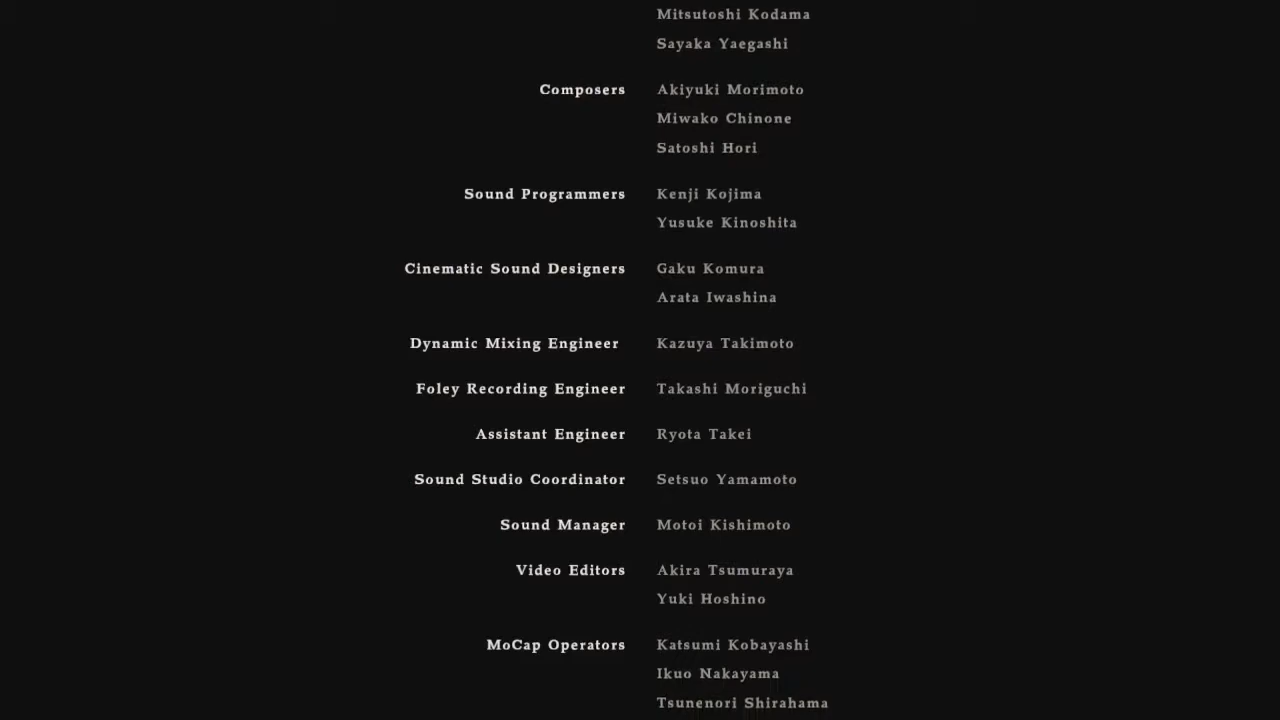 Mitsutoshi Kodama
Sayaka Yaegashi
Composers Akiyuki Morimoto
Miwako Chinone
Satoshi Hori
Sound Programmers Kenji Kojima
Yusuke Kinoshita
Cinematic Sound Designers Gaku Komura
Arata Iwashina
Dynamic Mixing Engineer Kazuya Takimoto
Foley Recording Engineer Takashi Moriguchi
Assistant Engineer Ryota Takei
Sound Studio Coordinator Setsuo Yamamoto
Sound Manager Motoi Kishimoto
Video Editors Akira Tsumuraya
Yuki Hoshino
MoCap Operators Katsumi Kobayashi
Ikuo Nakayama
Tsunenori Shirahama